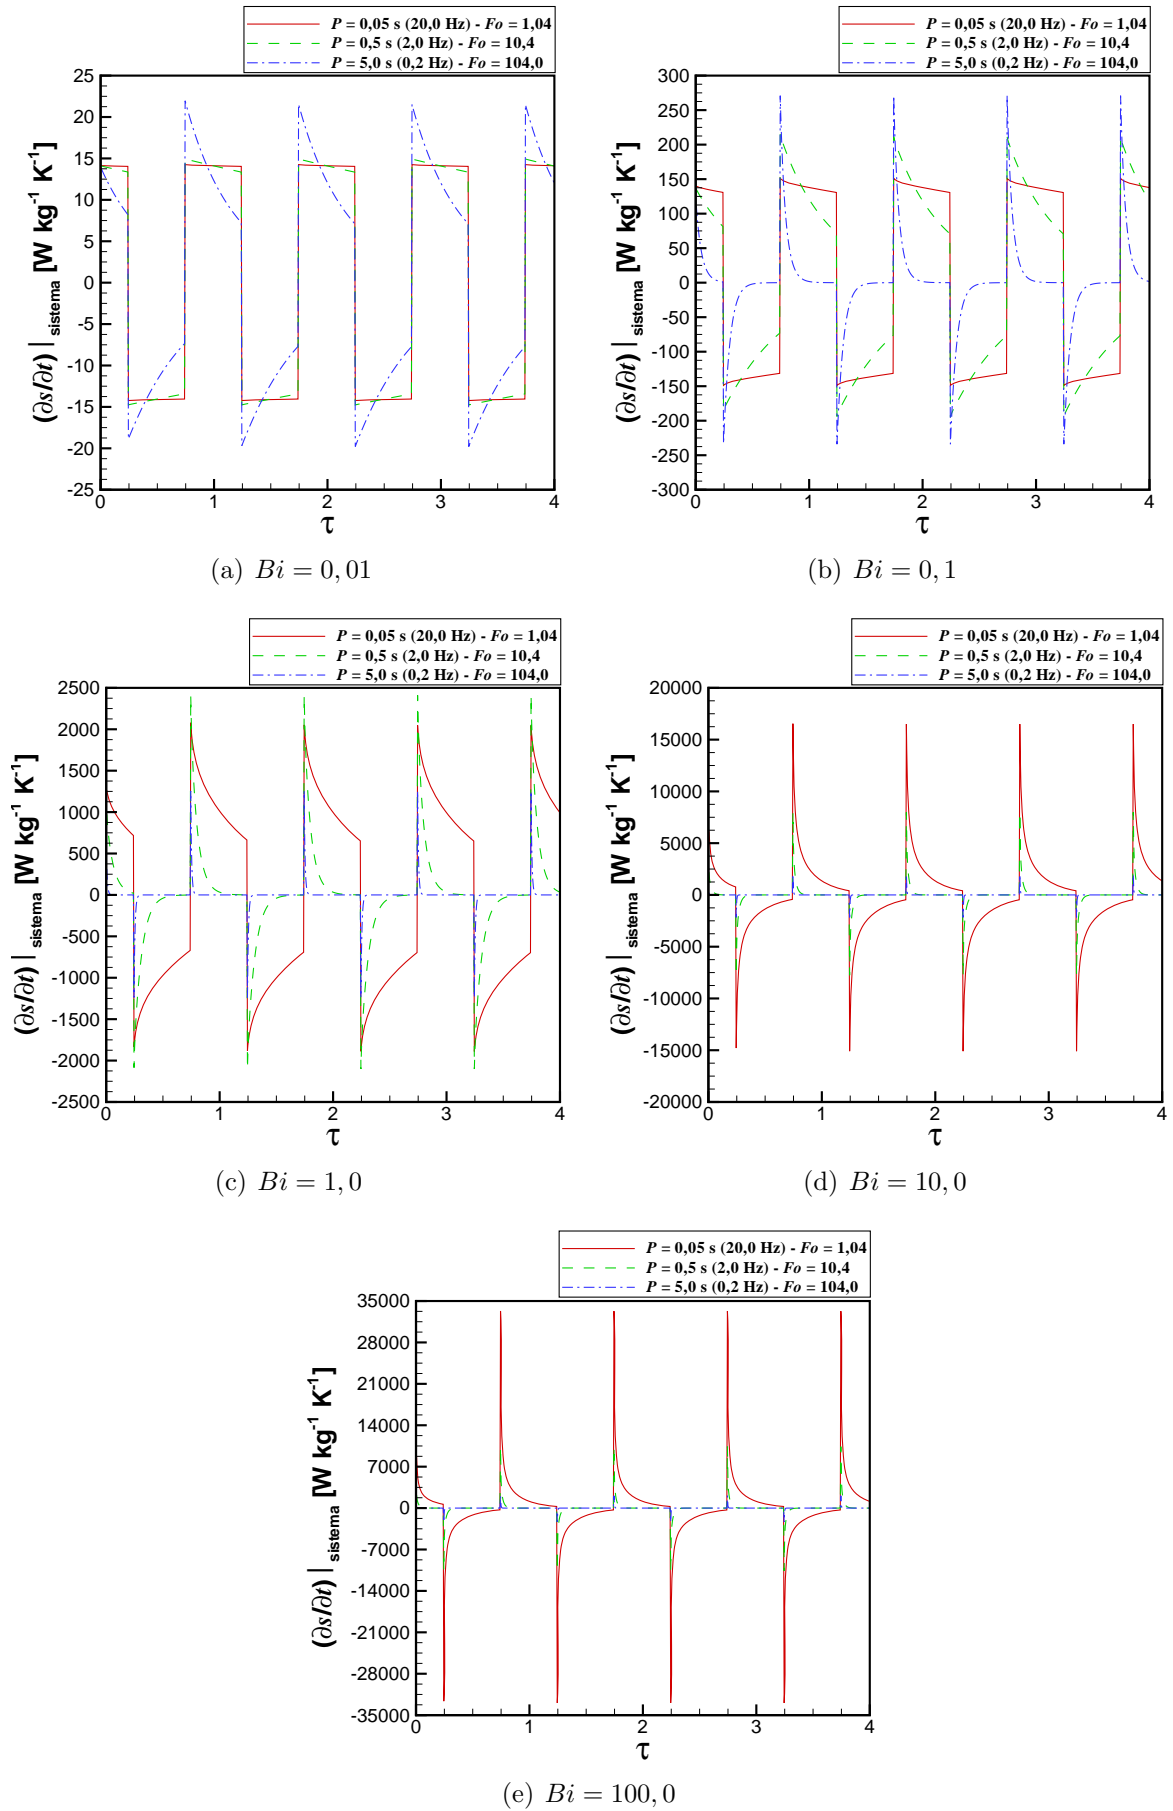 P = 0,05 s (20,0 Hz) - Fo = 1,04
P = 0,5 s (2,0 Hz) - Fo = 10,4
P = 5,0 s (0,2 Hz) - Fo = 104,0
25
20
15
10
5
0
-5
-10
-15
-20
-25
(∂s/∂t)|sistema [W kg-1 K-1]
0 1 2 3 4
τ
(a) Bi = 0,01
P = 0,05 s (20,0 Hz) - Fo = 1,04
P = 0,5 s (2,0 Hz) - Fo = 10,4
P = 5,0 s (0,2 Hz) - Fo = 104,0
300
250
200
150
100
50
0
-50
-100
-150
-200
-250
-300
(∂s/∂t)|sistema [W kg-1 K-1]
0 1 2 3 4
τ
(b) Bi = 0,1
P = 0,05 s (20,0 Hz) - Fo = 1,04
P = 0,5 s (2,0 Hz) - Fo = 10,4
P = 5,0 s (0,2 Hz) - Fo = 104,0
2500
2000
1500
1000
500
0
-500
-1000
-1500
-2000
-2500
(∂s/∂t)|sistema [W kg-1 K-1]
0 1 2 3 4
τ
(c) Bi = 1,0
P = 0,05 s (20,0 Hz) - Fo = 1,04
P = 0,5 s (2,0 Hz) - Fo = 10,4
P = 5,0 s (0,2 Hz) - Fo = 104,0
20000
15000
10000
5000
0
-5000
-10000
-15000
-20000
(∂s/∂t)|sistema [W kg-1 K-1]
0 1 2 3 4
τ
(d) Bi = 10,0
P = 0,05 s (20,0 Hz) - Fo = 1,04
P = 0,5 s (2,0 Hz) - Fo = 10,4
P = 5,0 s (0,2 Hz) - Fo = 104,0
35000
28000
21000
14000
7000
0
-7000
-14000
-21000
-28000
-35000
(∂s/∂t)|sistema [W kg-1 K-1]
0 1 2 3 4
τ
(e) Bi = 100,0